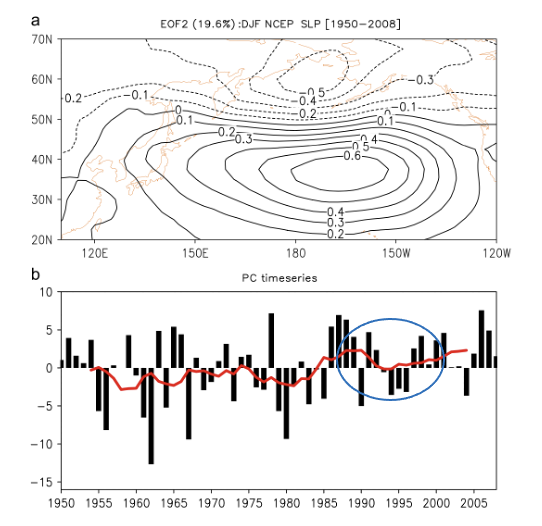 a
EOF2 (19.6%) :DJF NCEP SLP [1950−2008]
70N
60N
50N
40N
30N
20N
−0.5
−0.4
−0.2
−0.3
−0.2
−0.1
−0.1
0
0.1
0.1
0.2
0.3
0.4
0.5
0.6
0.4
0.3
0.2
120E 150E 180 150W 120W
b
PC timeseries
10
5
0
−5
−10
−15
1950 1955 1960 1965 1970 1975 1980 1985 1990 1995 2000 2005